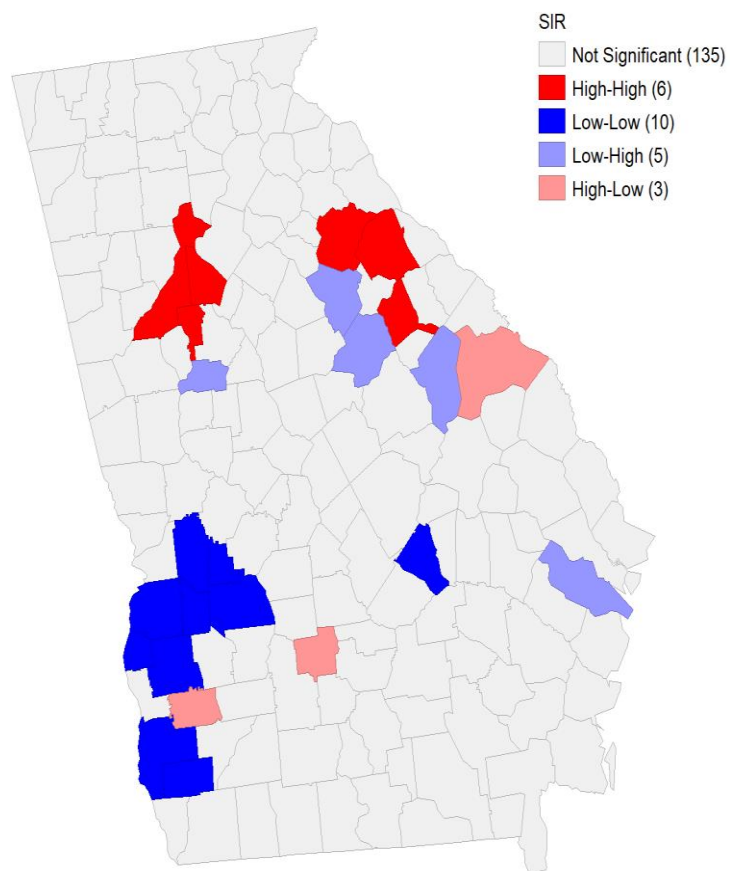 SIR
Not Significant (135)
High-High (6)
Low-Low (10)
Low-High (5)
High-Low (3)